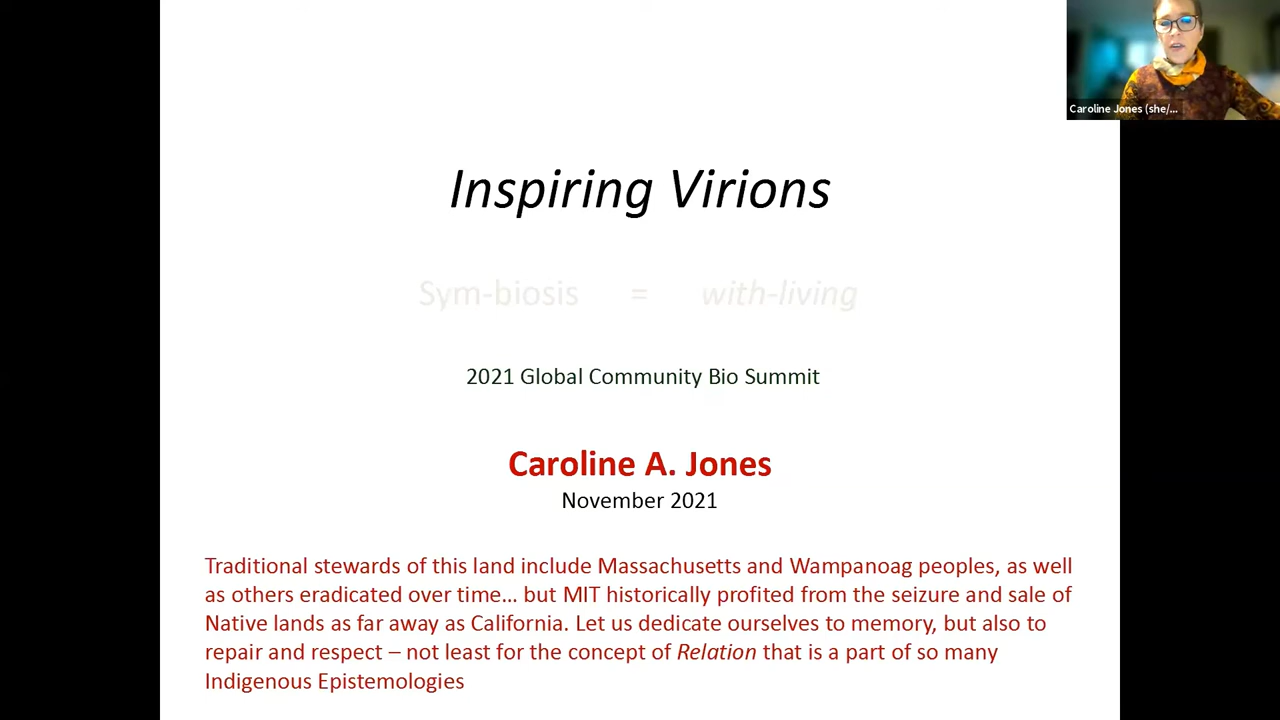 Caroline Jones (she/...
Inspiring Virions
Sym-biosis = with-living
2021 Global Community Bio Summit
Caroline A. Jones
November 2021
Traditional stewards of this land include Massachusetts and Wampanoag peoples, as well
as others eradicated over time... but MIT historically profited from the seizure and sale of
Native lands as far away as California. Let us dedicate ourselves to memory, but also to
repair and respect – not least for the concept of Relation that is a part of so many
Indigenous Epistemologies